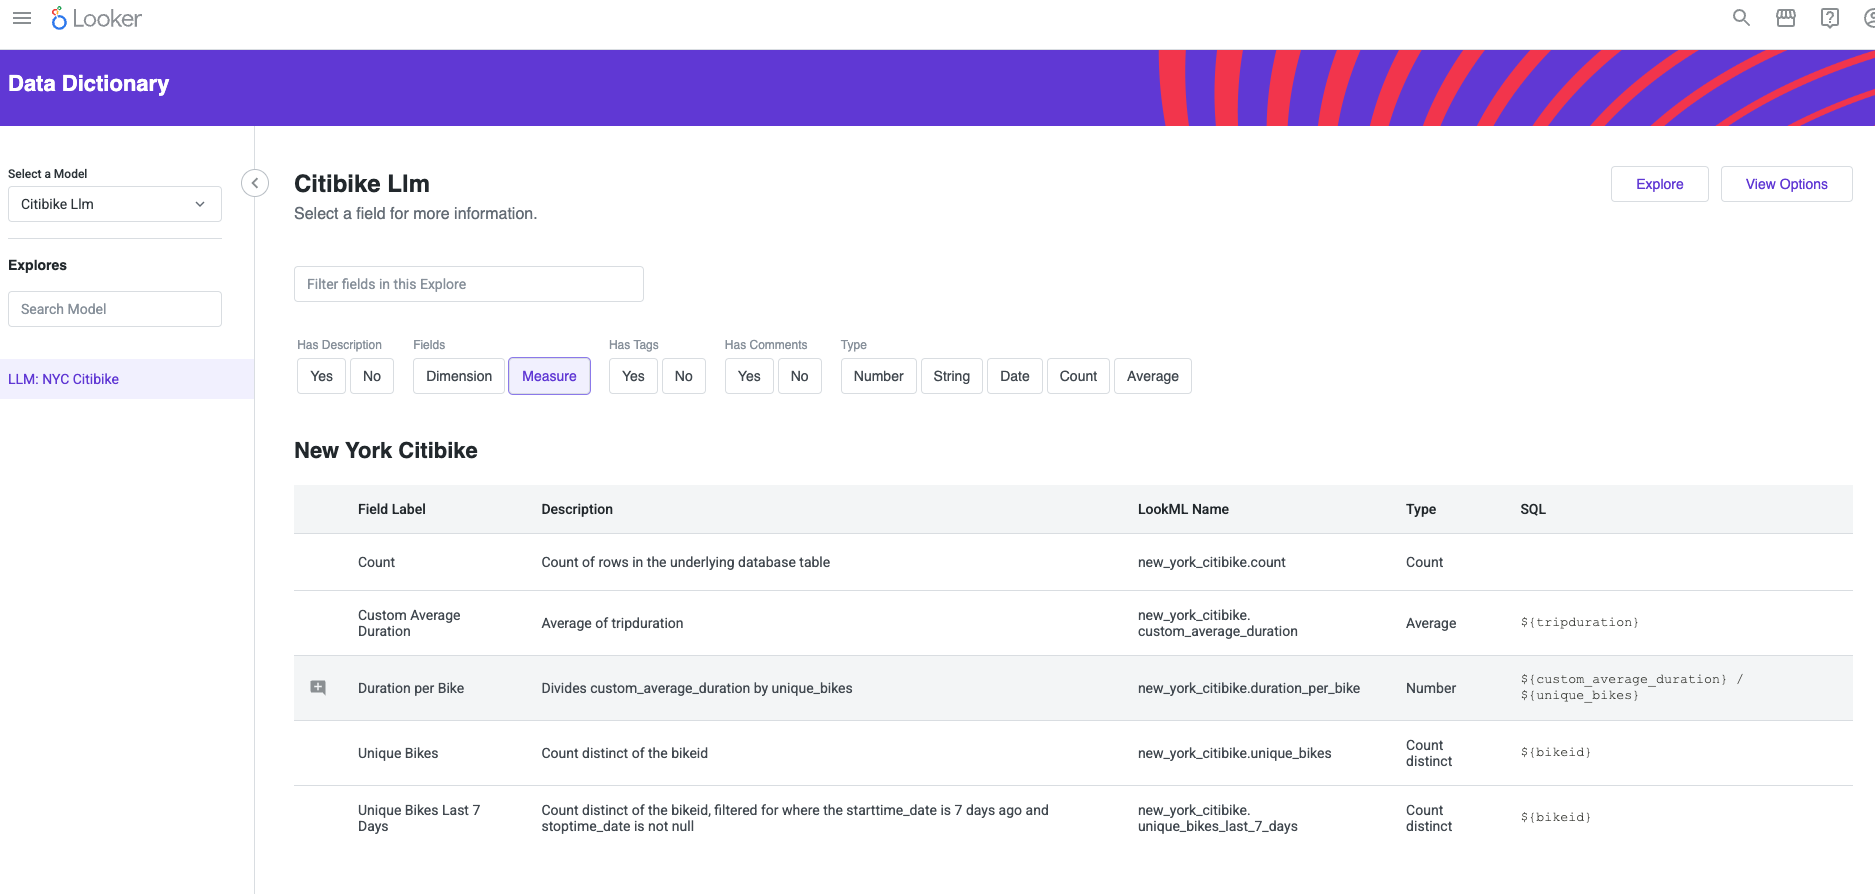 Looker
Data Dictionary
Select a Model
Citibike Llm
Explores
Search Model
LLM: NYC Citibike
Citibike Llm
Select a field for more information.
Explore
View Options
Filter fields in this Explore
Has Description
Yes
No
Fields
Dimension
Measure
Has Tags
Yes
No
Has Comments
Yes
No
Type
Number
String
Date
Count
Average
New York Citibike
Field Label
Description
LookML Name
Type
SQL
Count
Count of rows in the underlying database table
new_york_citibike.count
Count
Custom Average
Duration
Average of tripduration
new_york_citibike.
custom_average_duration
Average
${tripduration}
Duration per Bike
Divides custom_average_duration by unique_bikes
new_york_citibike.duration_per_bike
Number
${custom_average_duration} /
${unique_bikes}
Unique Bikes
Count distinct of the bikeid
new_york_citibike.unique_bikes
Count
distinct
${bikeid}
Unique Bikes Last 7
Days
Count distinct of the bikeid, filtered for where the starttime_date is 7 days ago and
stoptime_date is not null
new_york_citibike.
unique_bikes_last_7_days
Count
distinct
${bikeid}